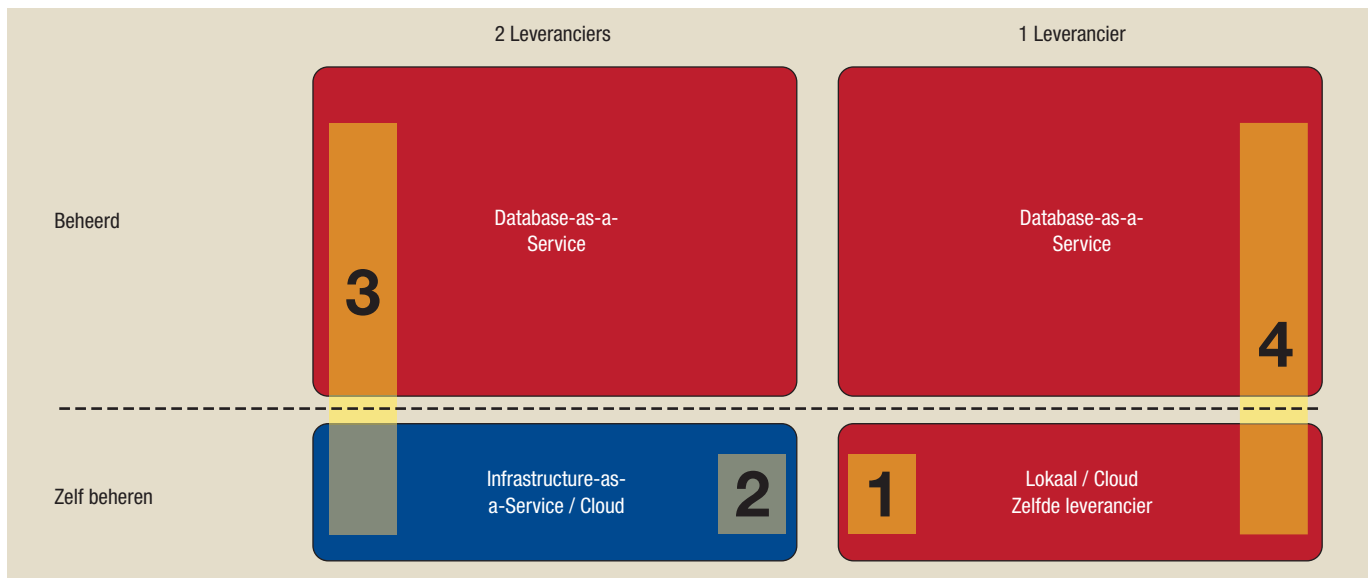 2 Leveranciers
1 Leverancier
Beheerd
Database-as-a-
Service
Database-as-a-
Service
3
4
Zelf beheren
Infrastructure-as-
a-Service / Cloud
2
1
Lokaal / Cloud
Zelfde leverancier